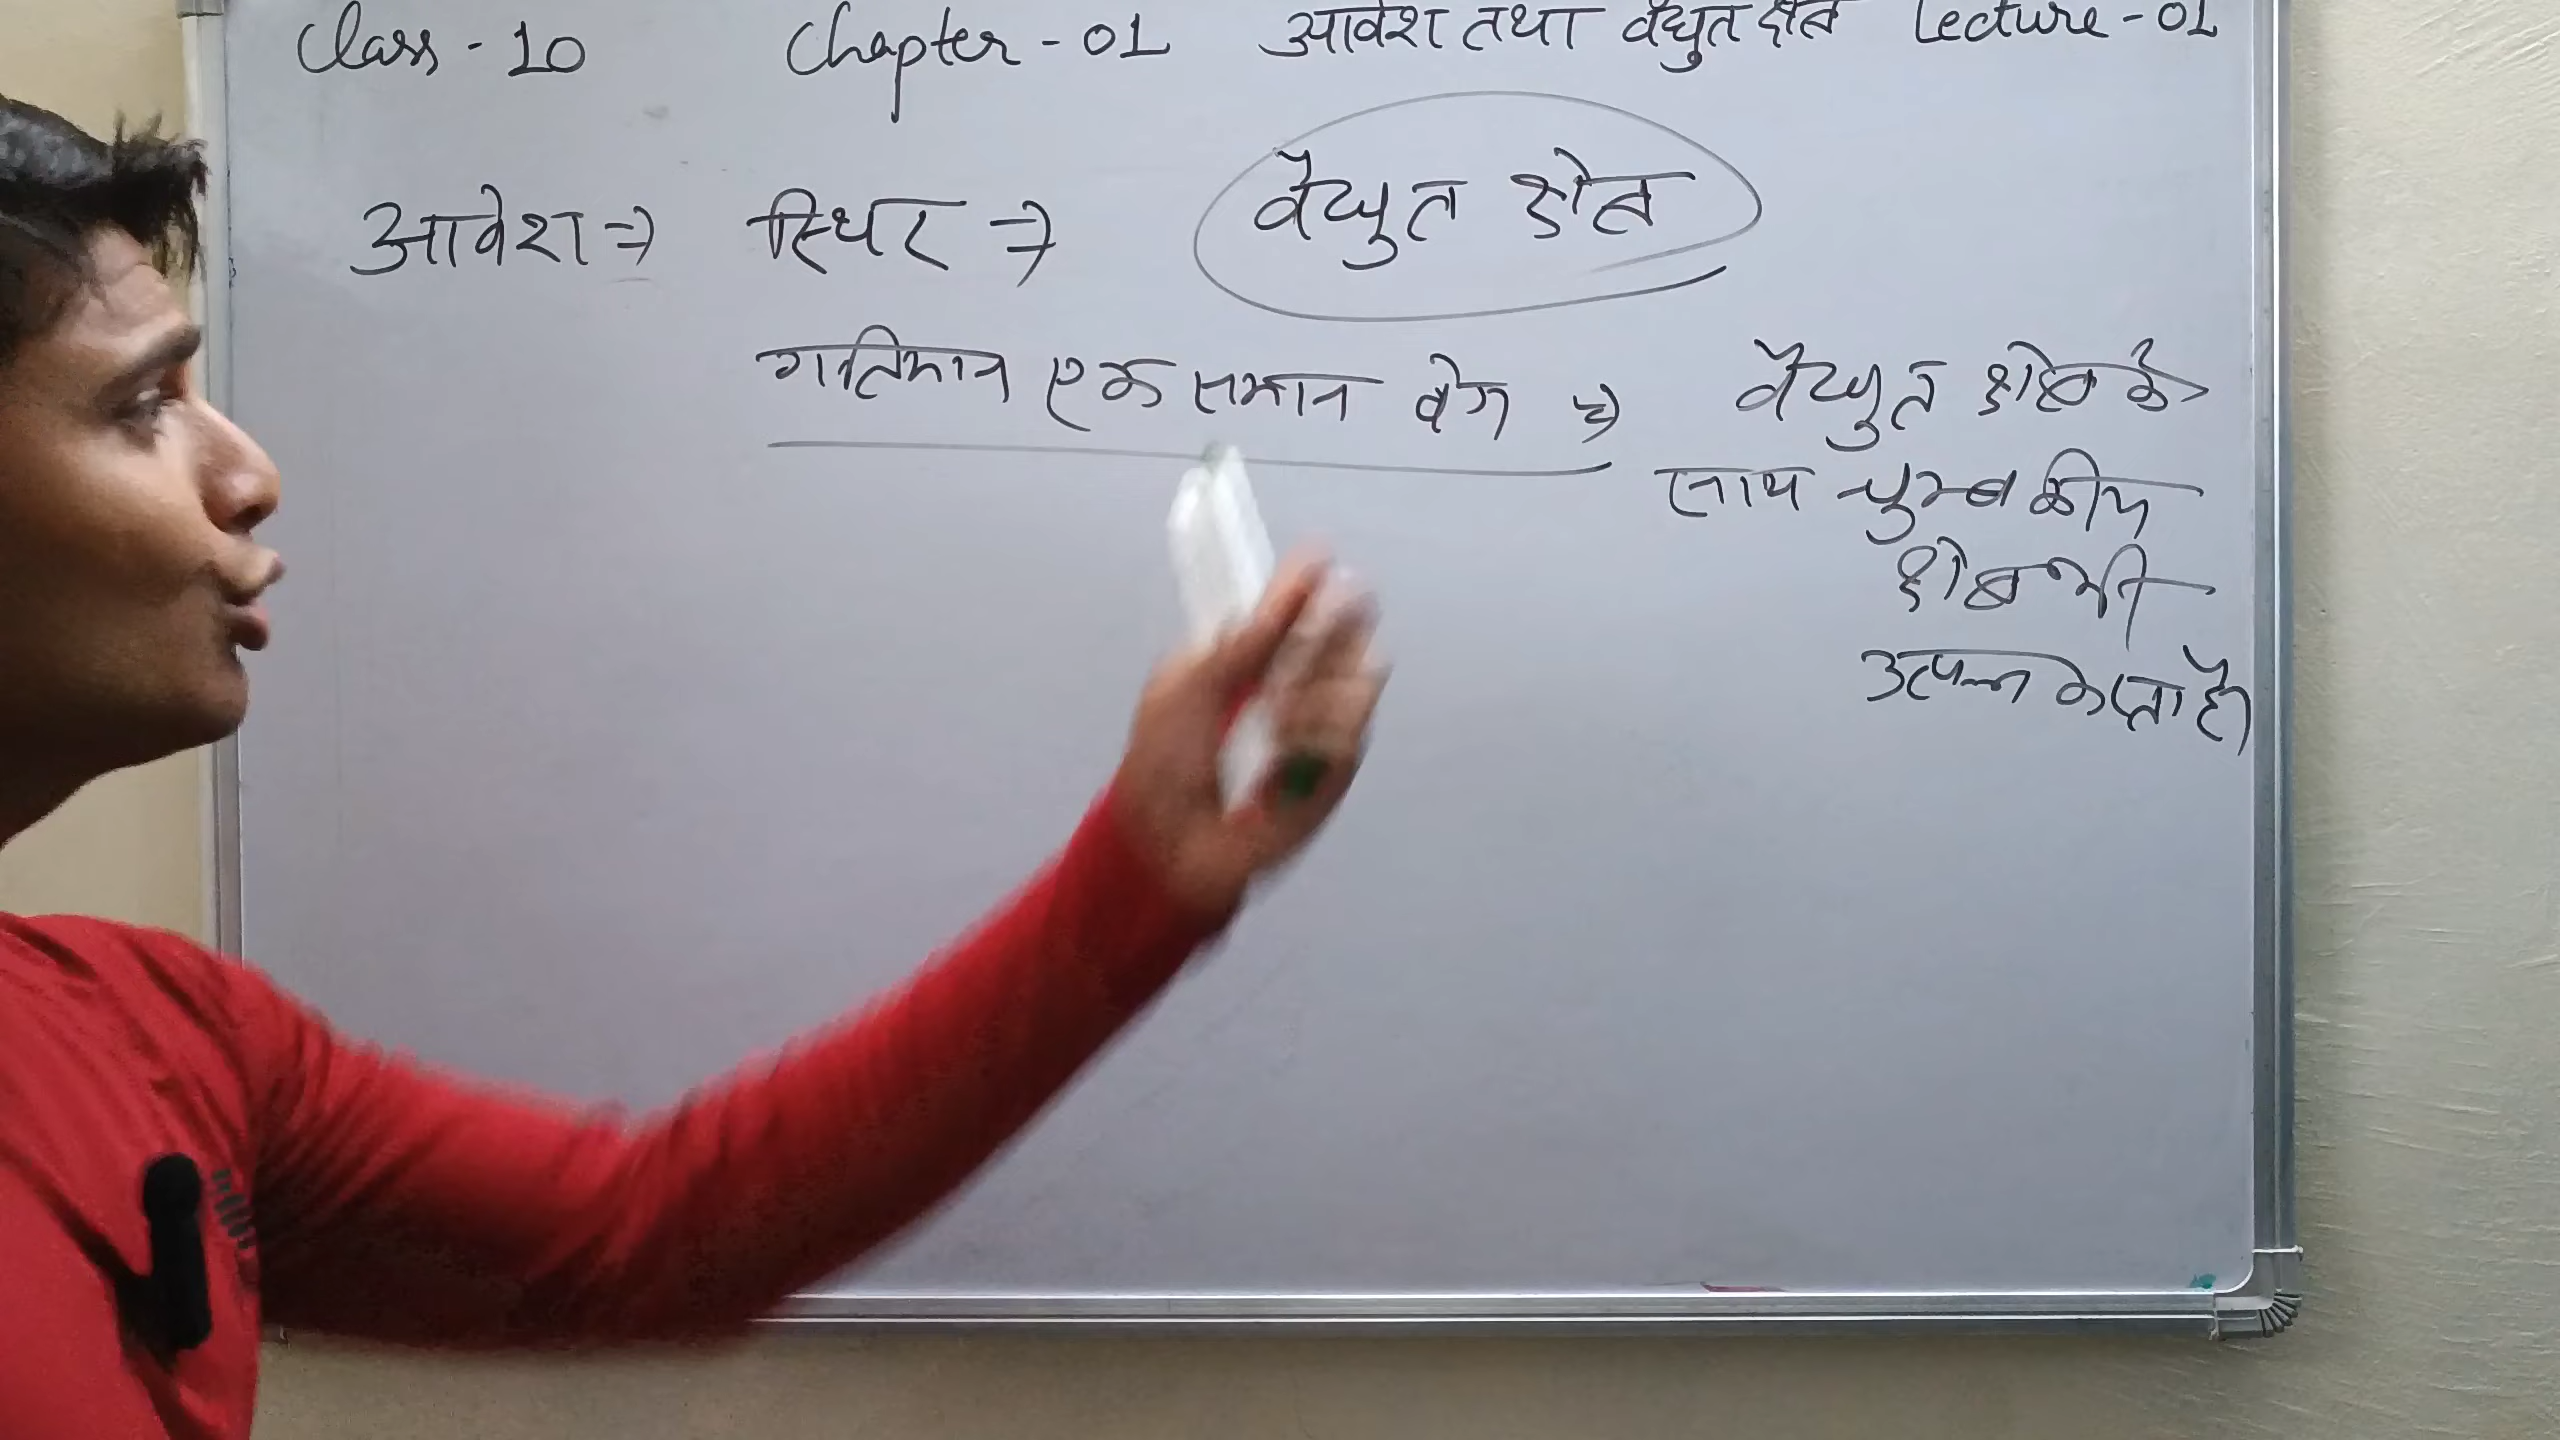 Class - 10 Chapter - 01 आवेश तथा वैद्युत क्षेत्र Lecture - 01
आवेश ⇒ स्थिर ⇒ वैद्युत क्षेत्र
गतिमान एक समान वेग ⇒ वैद्युत क्षेत्र के
साथ चुम्बकीय
क्षेत्र भी
उत्पन्न करता है।